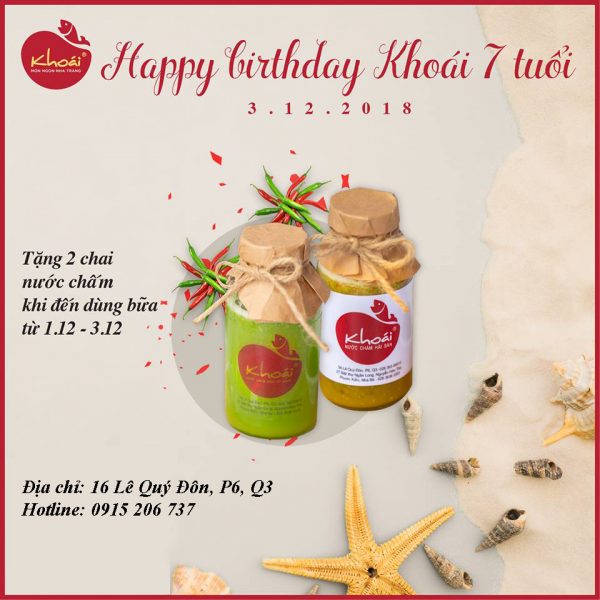 Khoái®
MÓN NGON NHA TRANG
Happy birthday Khoái 7 tuổi
3.12.2018
Tặng 2 chai
nước chấm
khi đến dùng bữa
từ 1.12 - 3.12
Khoái®
Khoái®
NƯỚC CHẤM HẢI SẢN
Địa chỉ: 16 Lê Quý Đôn, P6, Q3
Hotline: 0915 206 737